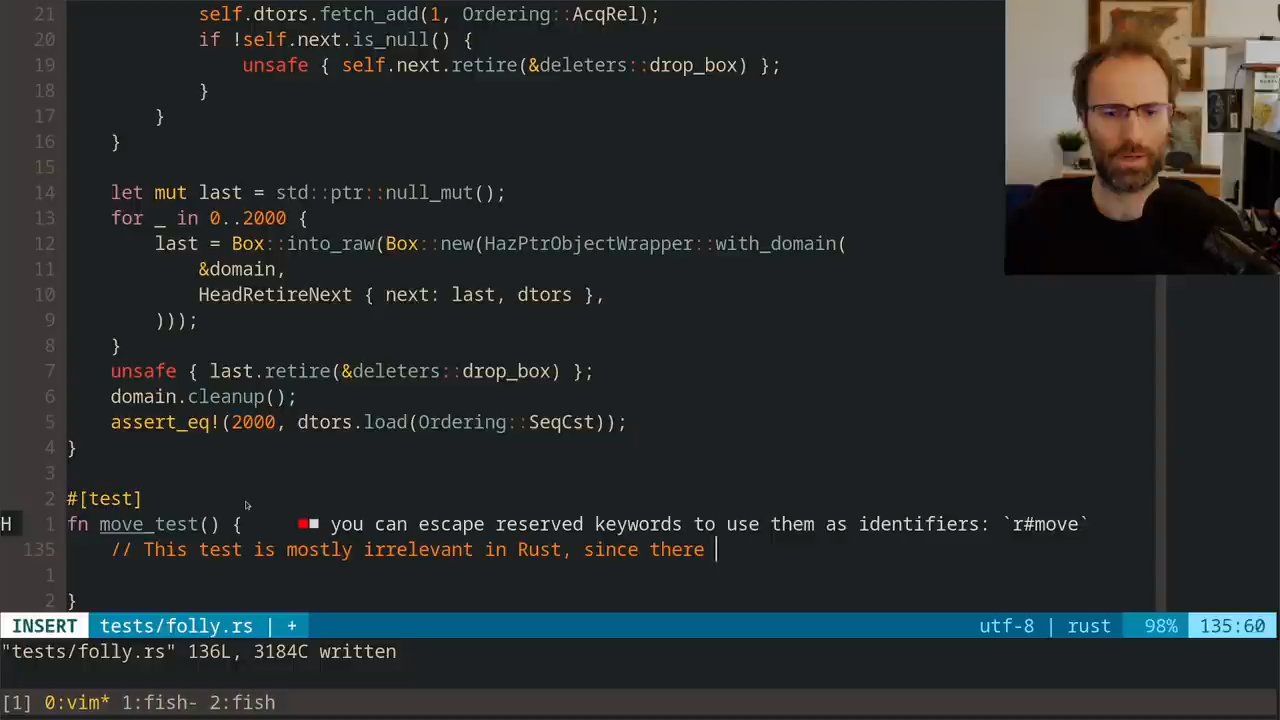 21 self.dtors.fetch_add(1, Ordering::AcqRel);
20 if !self.next.is_null() {
19 unsafe { self.next.retire(&deleters::drop_box) };
18 }
17 }
16 }
15
14 let mut last = std::ptr::null_mut();
13 for _ in 0..2000 {
12 last = Box::into_raw(Box::new(HazPtrObjectWrapper::with_domain(
11 &domain,
10 HeadRetireNext { next: last, dtors },
9 )));
8 }
7 unsafe { last.retire(&deleters::drop_box) };
6 domain.cleanup();
5 assert_eq!(2000, dtors.load(Ordering::SeqCst));
4 }
3
2 #[test]
H 1 fn move_test() { you can escape reserved keywords to use them as identifiers: `r#move`
135 // This test is mostly irrelevant in Rust, since there
1
2 }
INSERT tests/folly.rs | + utf-8 | rust 98% 135:60
"tests/folly.rs" 136L, 3184C written
[1] 0:vim* 1:fish- 2:fish